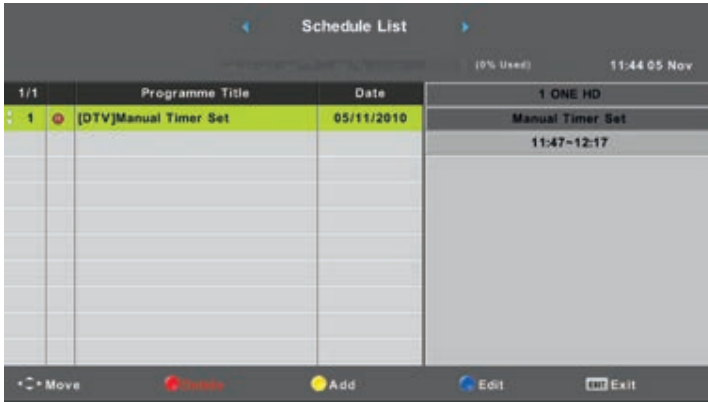 Schedule List
(0% Used)
11:44 05 Nov
1/1 Programme Title Date 1 ONE HD
1 [DTV]Manual Timer Set 05/11/2010 Manual Timer Set
11:47~12:17
Move Delete Add Edit EXIT Exit